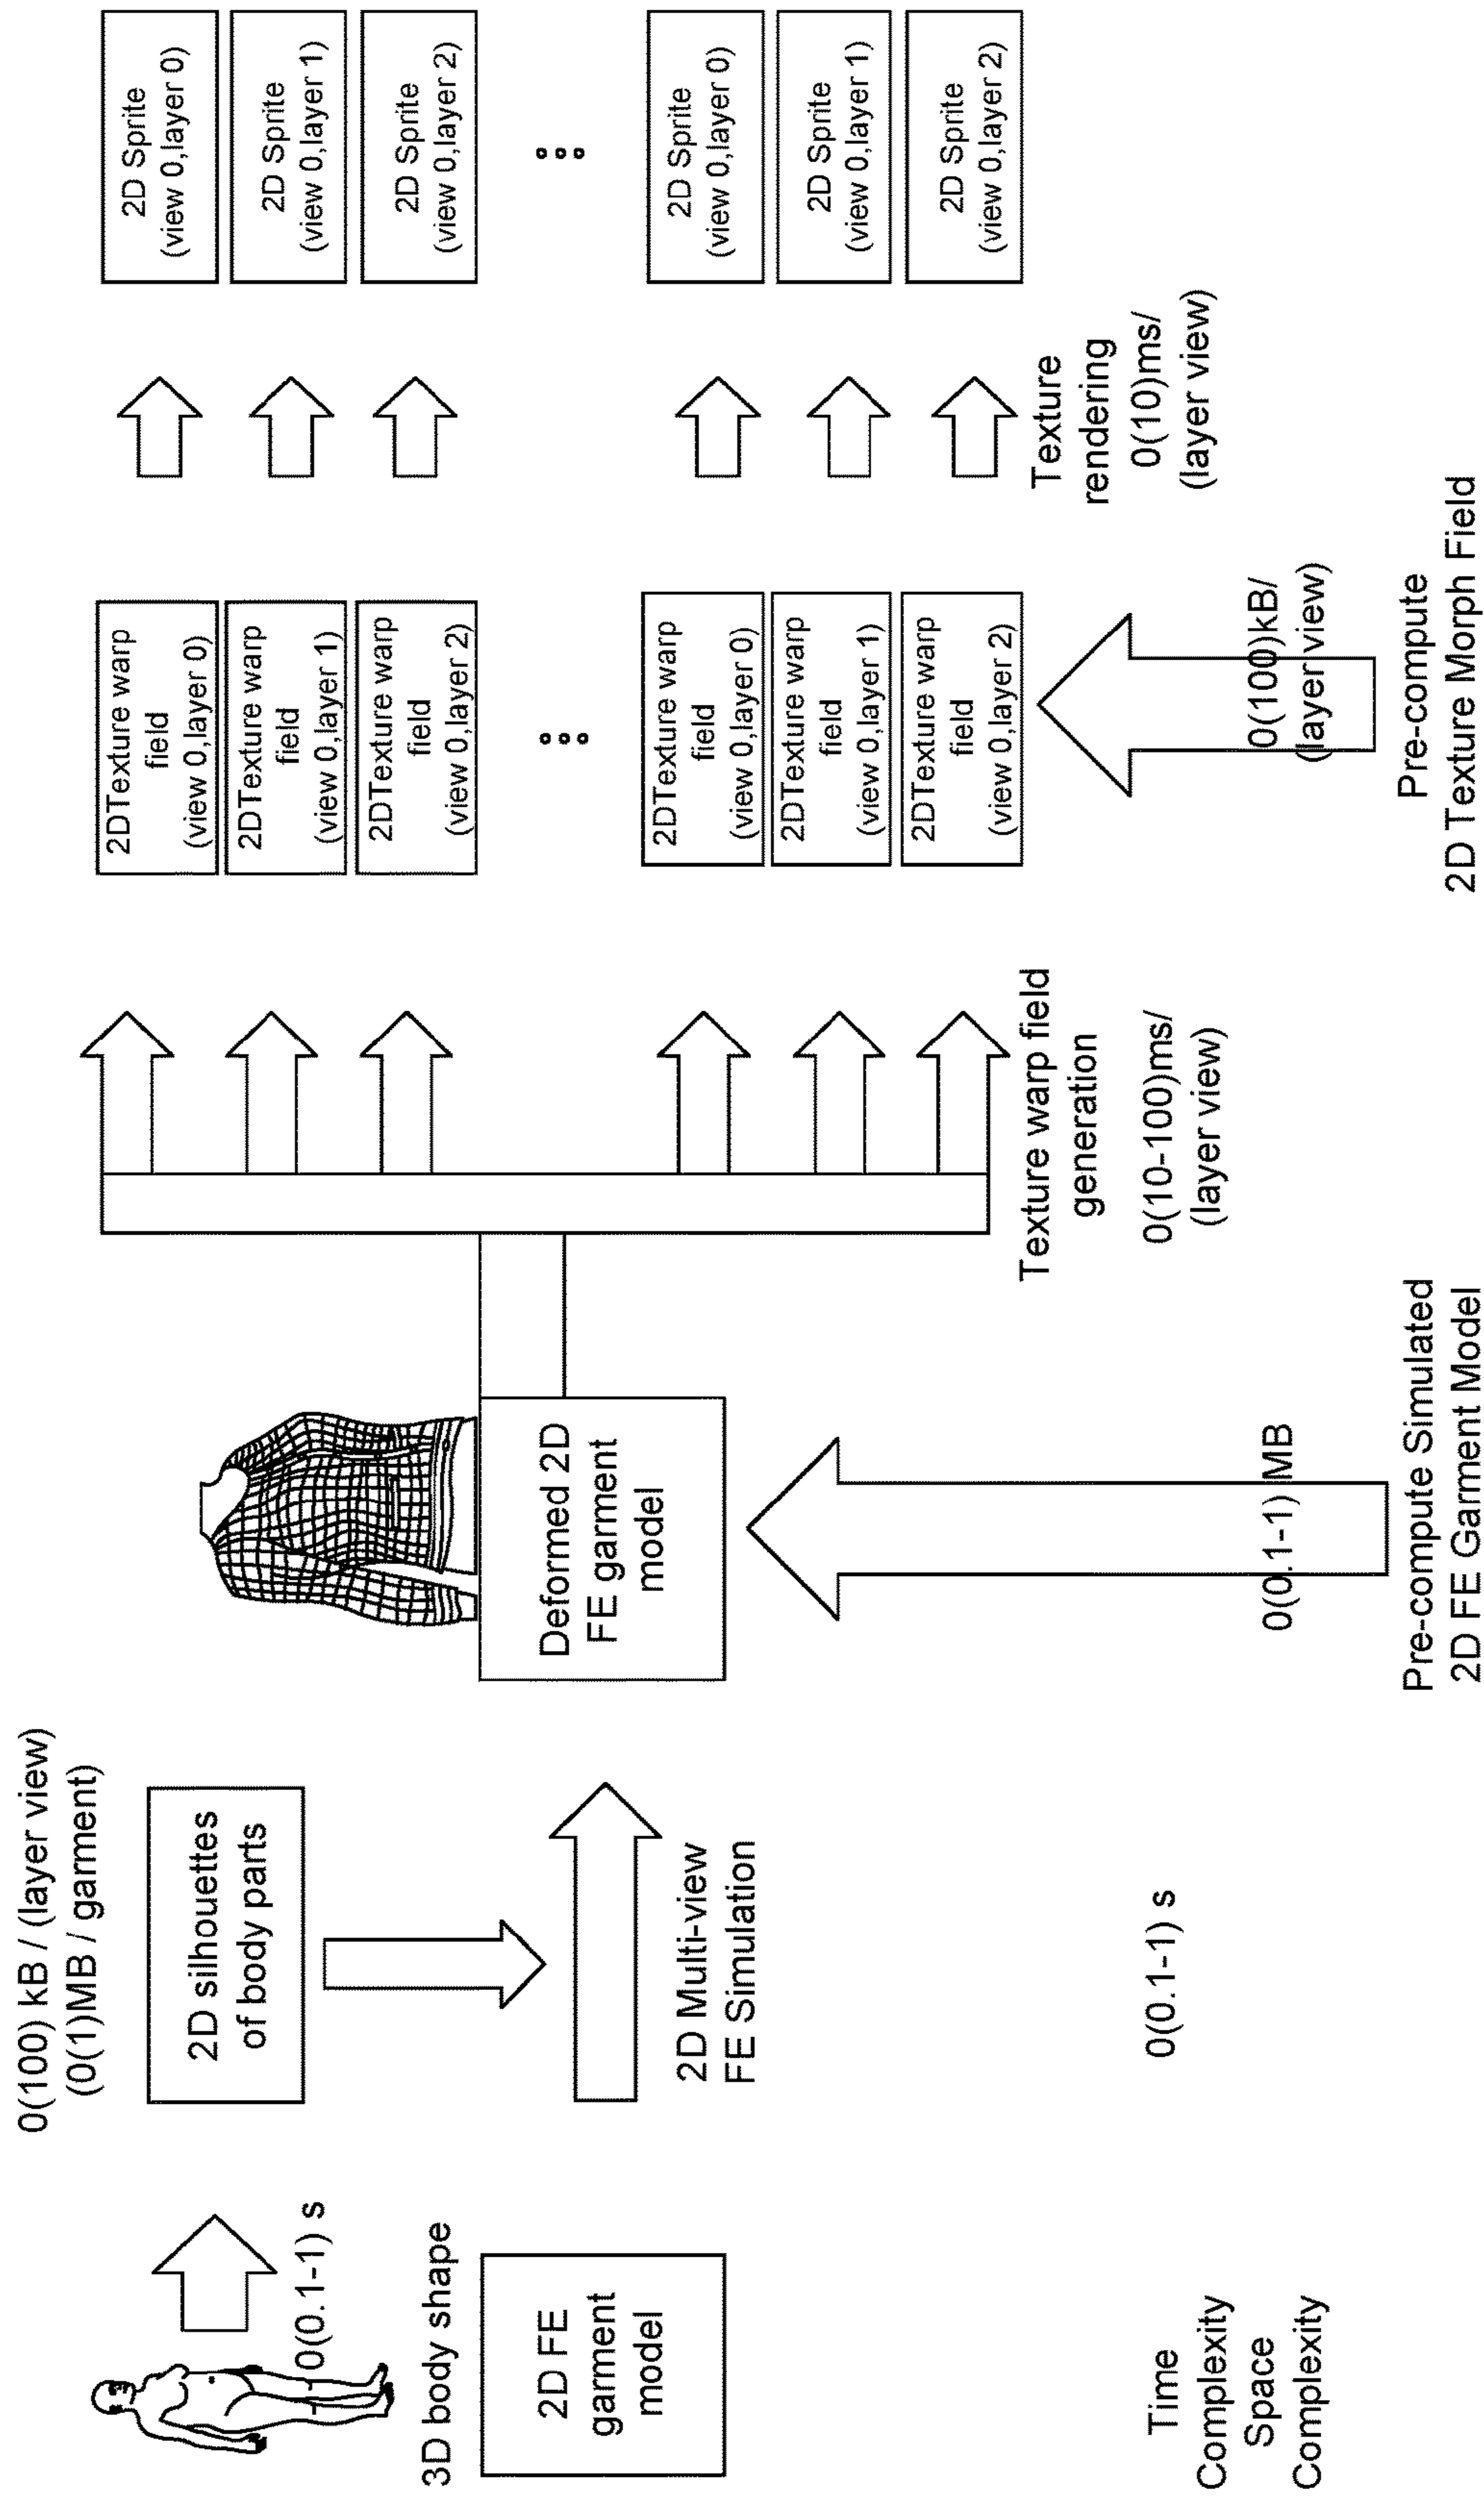 0(100) kB / (layer view)
(0(1)MB / garment)
2D silhouettes
of body parts
0(0.1-1) s
3D body shape
2D FE
garment
model
2D Multi-view
FE Simulation
Deformed 2D
FE garment
model
Texture warp field
generation
0(10-100)ms/
(layer view)
2DTexture warp
field
(view 0,layer 0)
2DTexture warp
field
(view 0,layer 1)
2DTexture warp
field
(view 0,layer 2)
2DTexture warp
field
(view 0,layer 0)
2DTexture warp
field
(view 0,layer 1)
2DTexture warp
field
(view 0,layer 2)
Texture
rendering
0(10)ms/
(layer view)
2D Sprite
(view 0,layer 0)
2D Sprite
(view 0,layer 1)
2D Sprite
(view 0,layer 2)
2D Sprite
(view 0,layer 0)
2D Sprite
(view 0,layer 1)
2D Sprite
(view 0,layer 2)
Time
Complexity
Space
Complexity
0(0.1-1) s
0(0.1-1) MB
Pre-compute Simulated
2D FE Garment Model
0(100)kB/
(layer view)
Pre-compute
2D Texture Morph Field